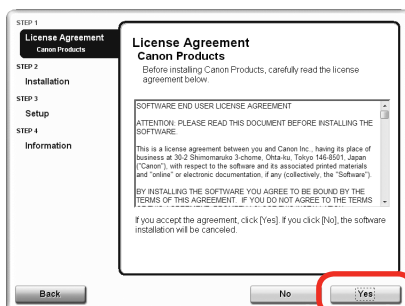 STEP 1
License Agreement
Canon Products
STEP 2
Installation
STEP 3
Setup
STEP 4
Information
License Agreement
Canon Products
Before installing Canon Products, carefully read the license
agreement below.
SOFTWARE END USER LICENSE AGREEMENT
ATTENTION: PLEASE READ THIS DOCUMENT BEFORE INSTALLING THE
SOFTWARE.
This is a license agreement between you and Canon Inc., having its place of
business at 30-2 Shimomaruko 3-chome, Ohta-ku, Tokyo 146-8501, Japan
("Canon"), with respect to the software and its associated printed materials
and "online" or electronic documentation, if any (collectively, the "Software").
BY INSTALLING THE SOFTWARE YOU AGREE TO BE BOUND BY THE
TERMS OF THIS AGREEMENT. IF YOU DO NOT AGREE TO THE TERMS
If you accept the agreement, click [Yes]. If you click [No], the software
installation will be canceled.
Back
No
Yes